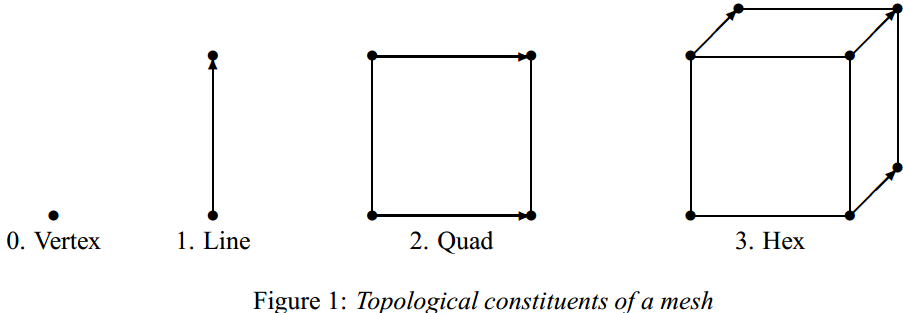 0. Vertex 1. Line 2. Quad 3. Hex
Figure 1: Topological constituents of a mesh